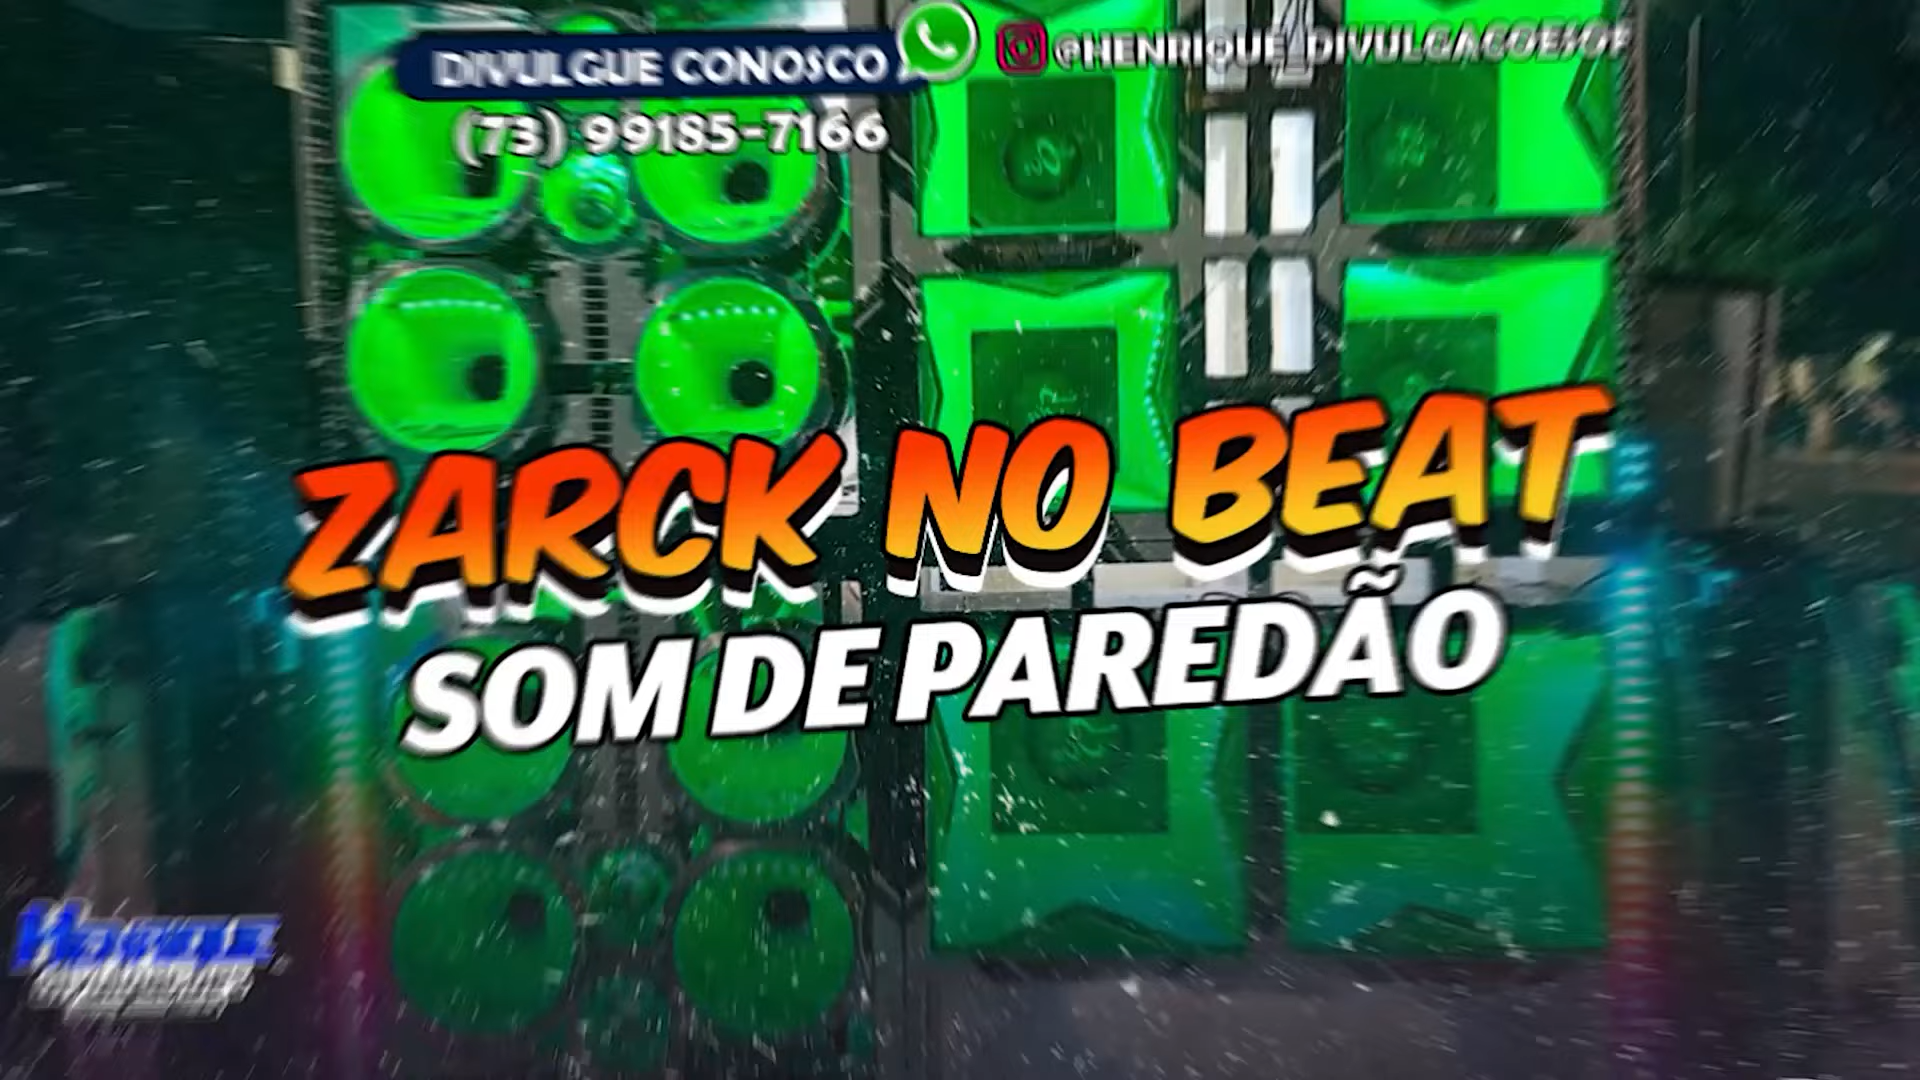 DIVULGUE CONOSCO
(73) 99185-7166
@HENRIQUE_DIVULGACOESOF
ZARCK NO BEAT
SOM DE PAREDÃO